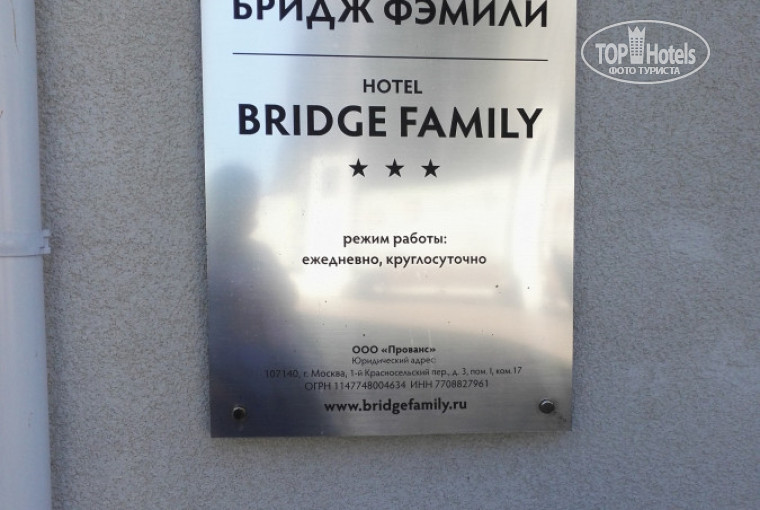 БРИДЖ ФЭМИЛИ
HOTEL
BRIDGE FAMILY
★ ★ ★
режим работы:
ежедневно, круглосуточно
ООО «Прованс»
Юридический адрес:
107140, г. Москва, 1-й Красносельский пер., д. 3, пом. I, ком. 17
ОГРН 1147748004634 ИНН 7708827961
www.bridgefamily.ru
TOP Hotels
ФОТО ТУРИСТА